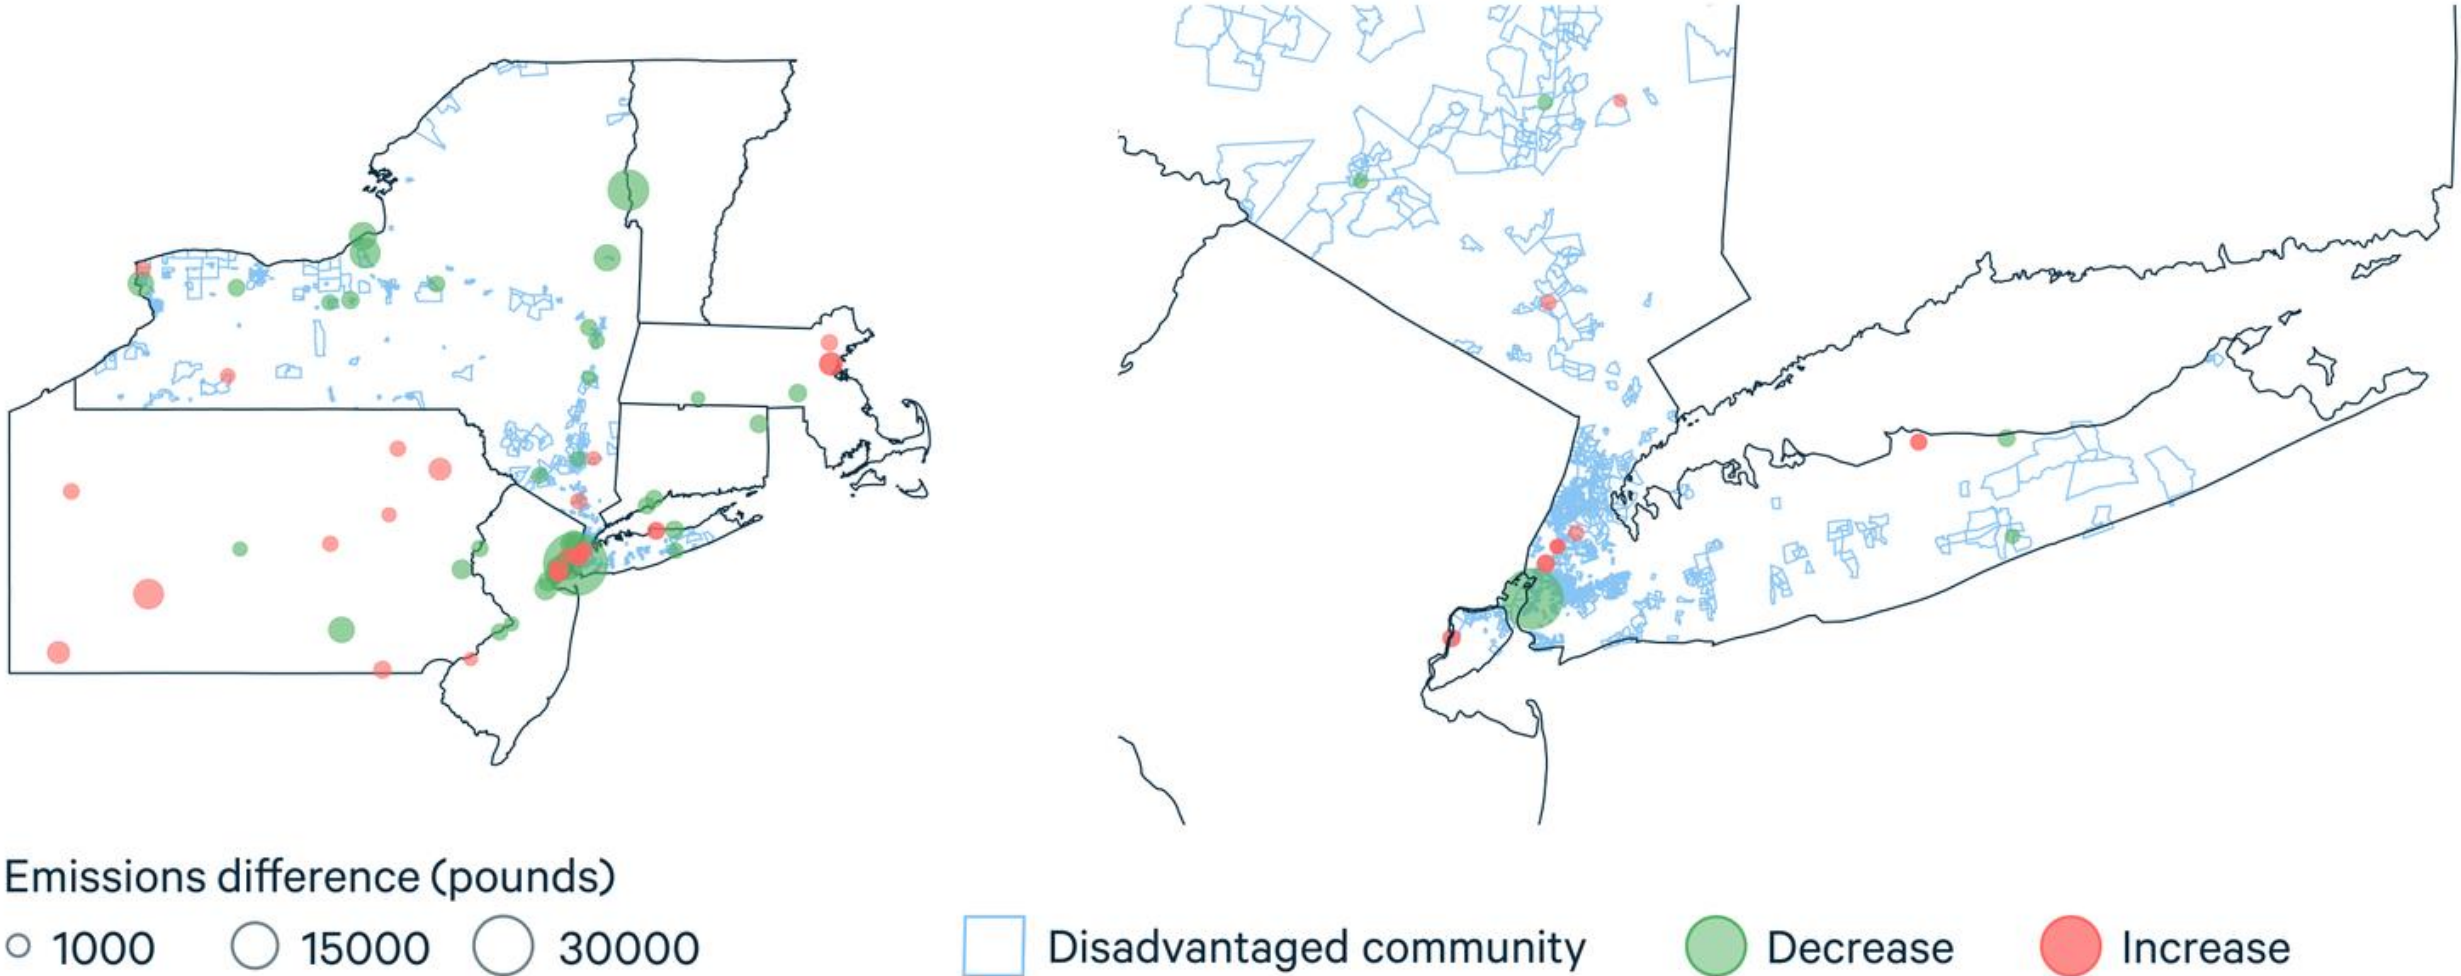 Emissions difference (pounds)
1000 15000 30000 Disadvantaged community Decrease Increase